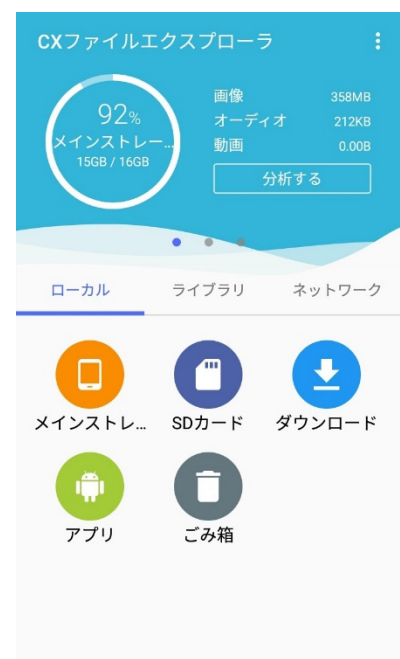 CXファイルエクスプローラ
92%
メインストレー...
15GB / 16GB
画像 358MB
オーディオ 212KB
動画 0.00B
分析する
ローカル ライブラリ ネットワーク
メインストレ... SDカード ダウンロード
アプリ ごみ箱